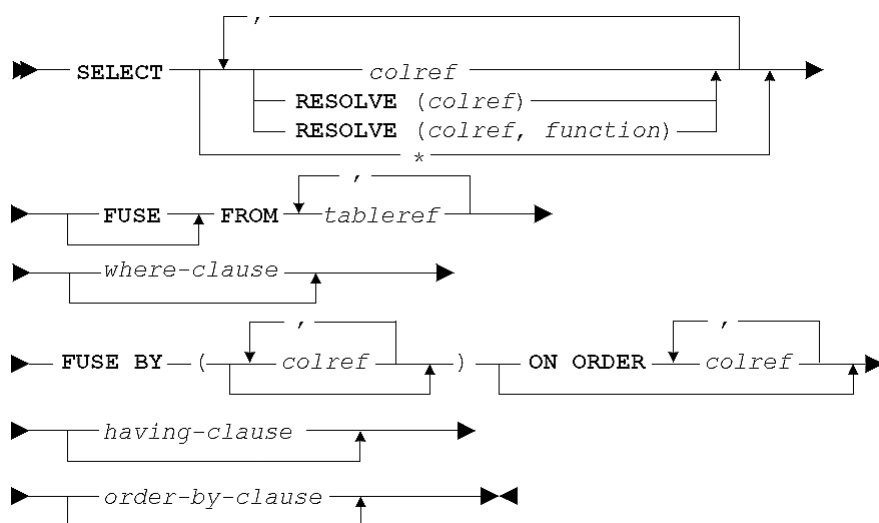 ,
SELECT colref
RESOLVE (colref)
RESOLVE (colref, function)
*
, 
FUSE FROM tableref
where-clause
, ,
FUSE BY ( colref ) ON ORDER colref
having-clause
order-by-clause